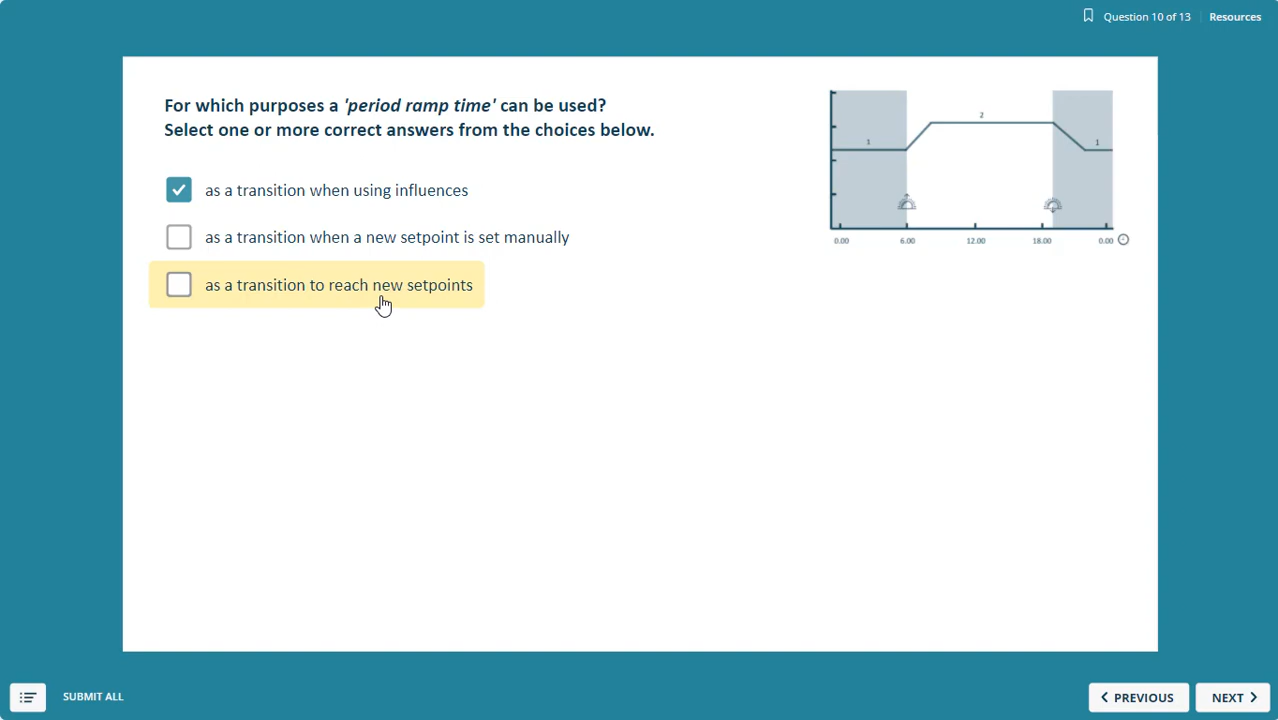 Question 10 of 13
Resources
For which purposes a 'period ramp time' can be used?
Select one or more correct answers from the choices below.
as a transition when using influences
as a transition when a new setpoint is set manually
as a transition to reach new setpoints
1
2
1
0.00 6.00 12.00 18.00 0.00
SUBMIT ALL
PREVIOUS
NEXT